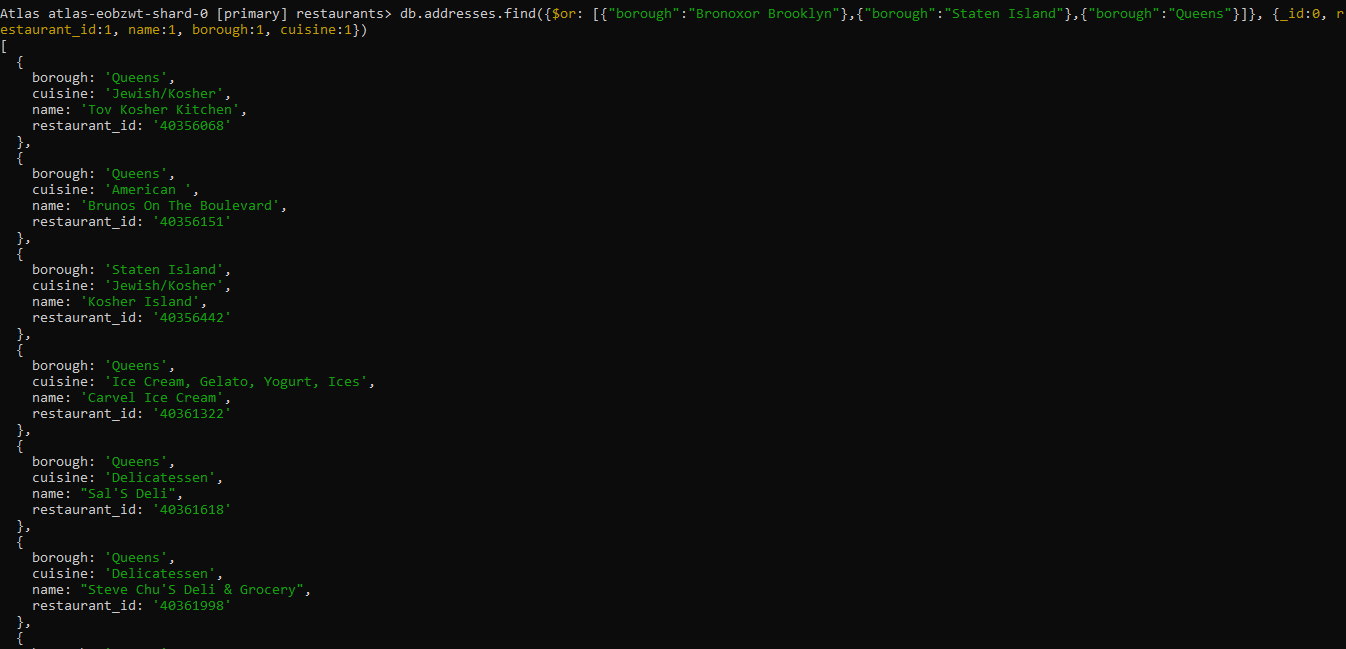 Atlas atlas-eobzwt-shard-0 [primary] restaurants> db.addresses.find({$or: [{"borough":"Bronoxor Brooklyn"},{"borough":"Staten Island"},{"borough":"Queens"}]}, {_id:0, r
estaurant_id:1, name:1, borough:1, cuisine:1})
[
  {
    borough: 'Queens',
    cuisine: 'Jewish/Kosher',
    name: 'Tov Kosher Kitchen',
    restaurant_id: '40356068'
  },
  {
    borough: 'Queens',
    cuisine: 'American ',
    name: 'Brunos On The Boulevard',
    restaurant_id: '40356151'
  },
  {
    borough: 'Staten Island',
    cuisine: 'Jewish/Kosher',
    name: 'Kosher Island',
    restaurant_id: '40356442'
  },
  {
    borough: 'Queens',
    cuisine: 'Ice Cream, Gelato, Yogurt, Ices',
    name: 'Carvel Ice Cream',
    restaurant_id: '40361322'
  },
  {
    borough: 'Queens',
    cuisine: 'Delicatessen',
    name: "Sal'S Deli",
    restaurant_id: '40361618'
  },
  {
    borough: 'Queens',
    cuisine: 'Delicatessen',
    name: "Steve Chu'S Deli & Grocery",
    restaurant_id: '40361998'
  },
  {